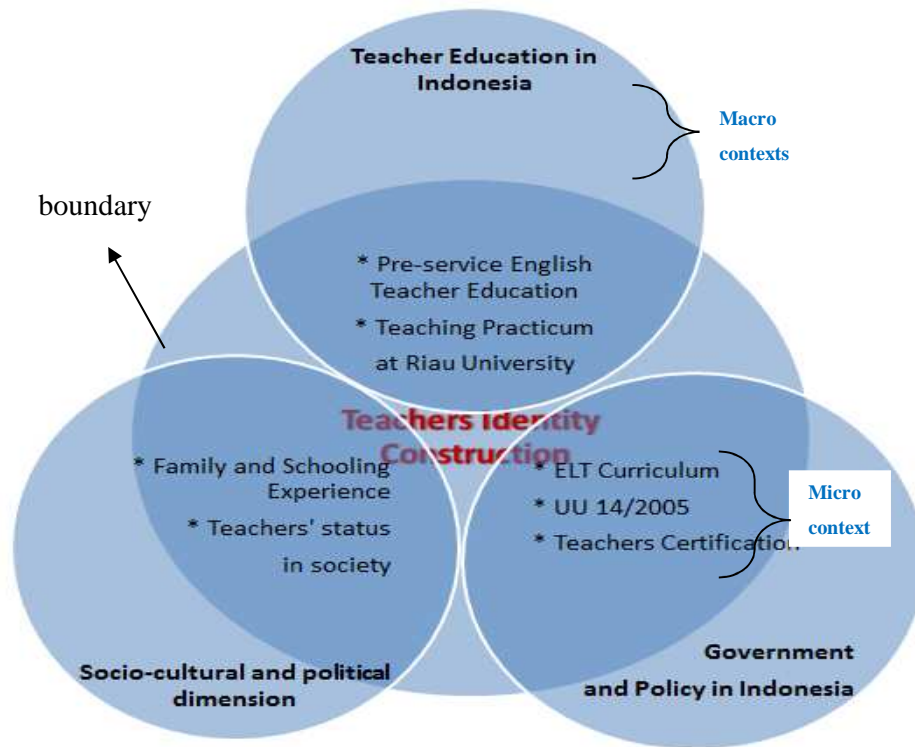 Teacher Education in
Indonesia
Macro
contexts
boundary
* Pre-service English
Teacher Education
* Teaching Practicum
at Riau University
Teachers Identity
Construction
* Family and Schooling
Experience
* Teachers' status
in society
* ELT Curriculum
* UU 14/2005
* Teachers Certification
Micro
context
Socio-cultural and political
dimension
Government
and Policy in Indonesia